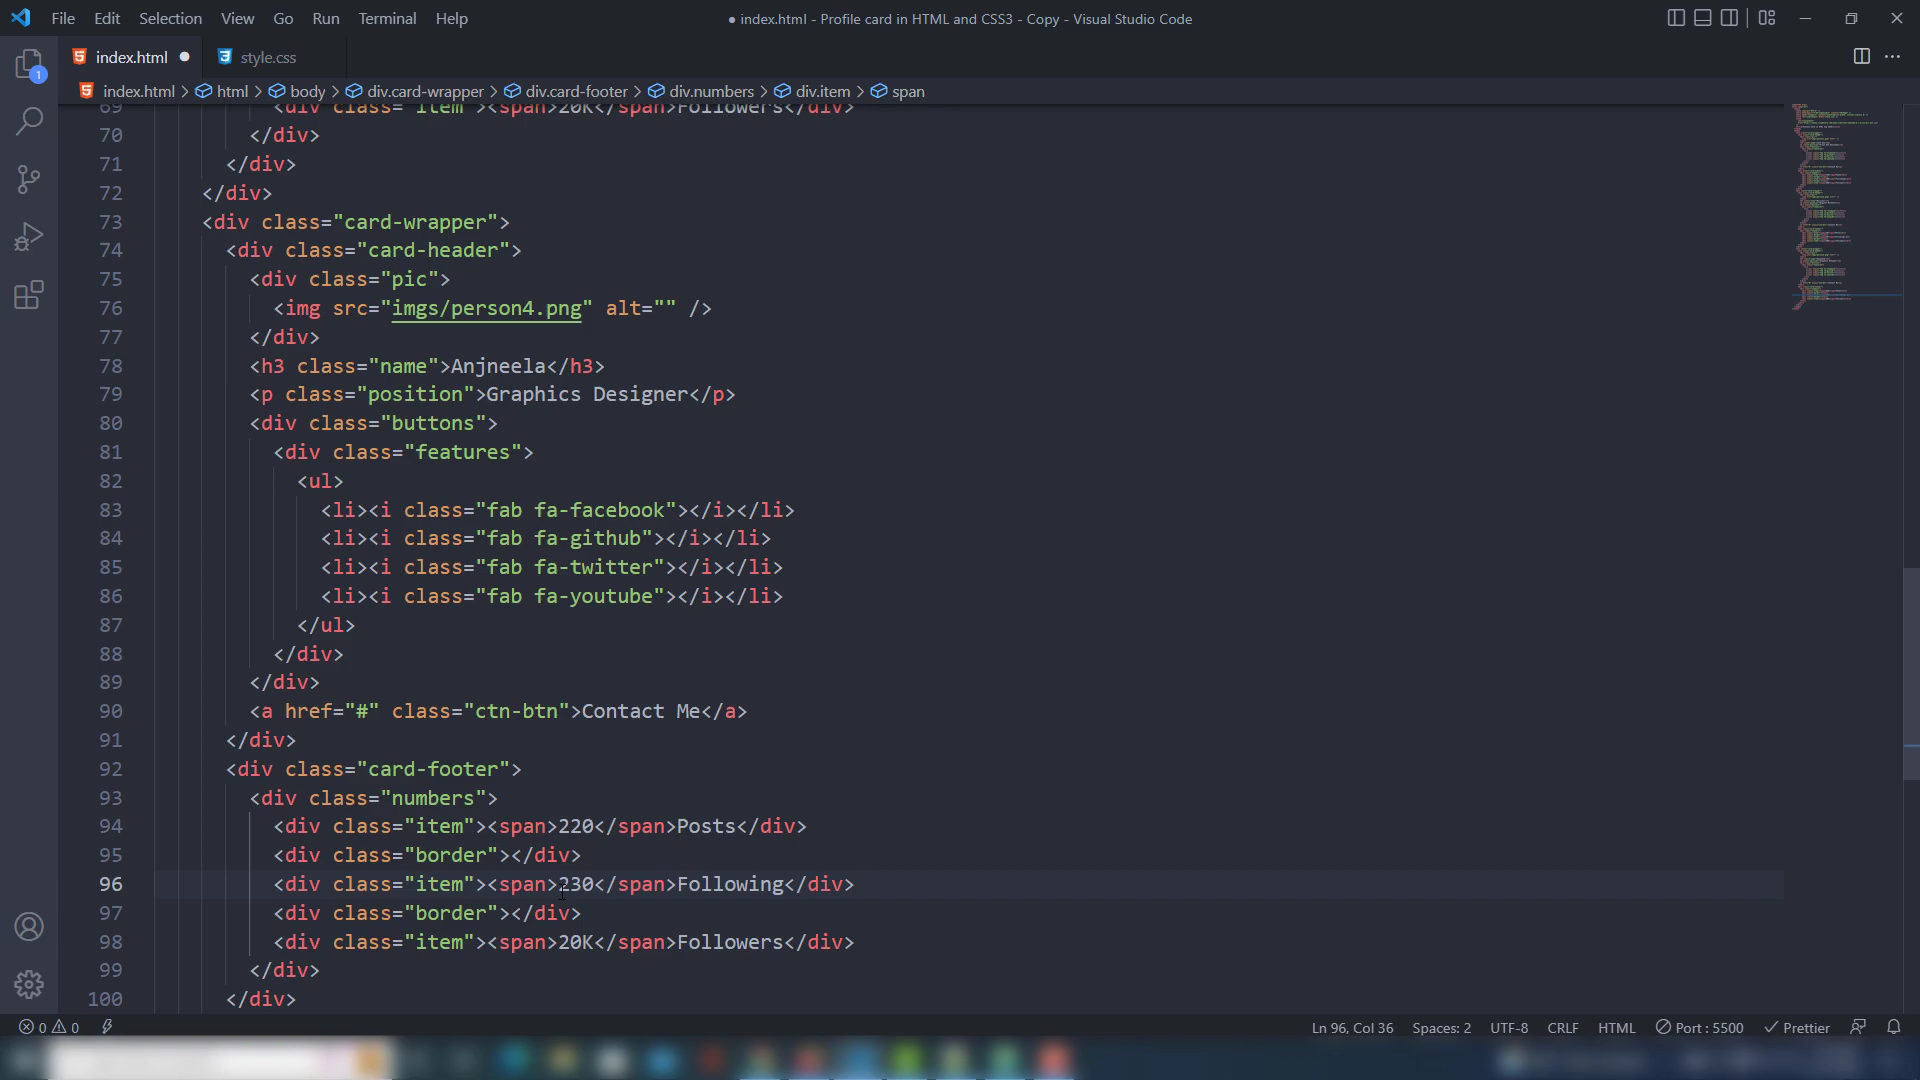 File Edit Selection View Go Run Terminal Help
● index.html - Profile card in HTML and CSS3 - Copy - Visual Studio Code
index.html ● style.css
index.html > html > body > div.card-wrapper > div.card-footer > div.numbers > div.item > span
1
69 <div class="item"><span>20K</span>Followers</div>
70 </div>
71 </div>
72 </div>
73 <div class="card-wrapper">
74 <div class="card-header">
75 <div class="pic">
76 <img src="imgs/person4.png" alt="" />
77 </div>
78 <h3 class="name">Anjneela</h3>
79 <p class="position">Graphics Designer</p>
80 <div class="buttons">
81 <div class="features">
82 <ul>
83 <li><i class="fab fa-facebook"></i></li>
84 <li><i class="fab fa-github"></i></li>
85 <li><i class="fab fa-twitter"></i></li>
86 <li><i class="fab fa-youtube"></i></li>
87 </ul>
88 </div>
89 </div>
90 <a href="#" class="ctn-btn">Contact Me</a>
91 </div>
92 <div class="card-footer">
93 <div class="numbers">
94 <div class="item"><span>220</span>Posts</div>
95 <div class="border"></div>
96 <div class="item"><span>230</span>Following</div>
97 <div class="border"></div>
98 <div class="item"><span>20K</span>Followers</div>
99 </div>
100 </div>
0 0 Ln 96, Col 36 Spaces: 2 UTF-8 CRLF HTML Port : 5500 Prettier